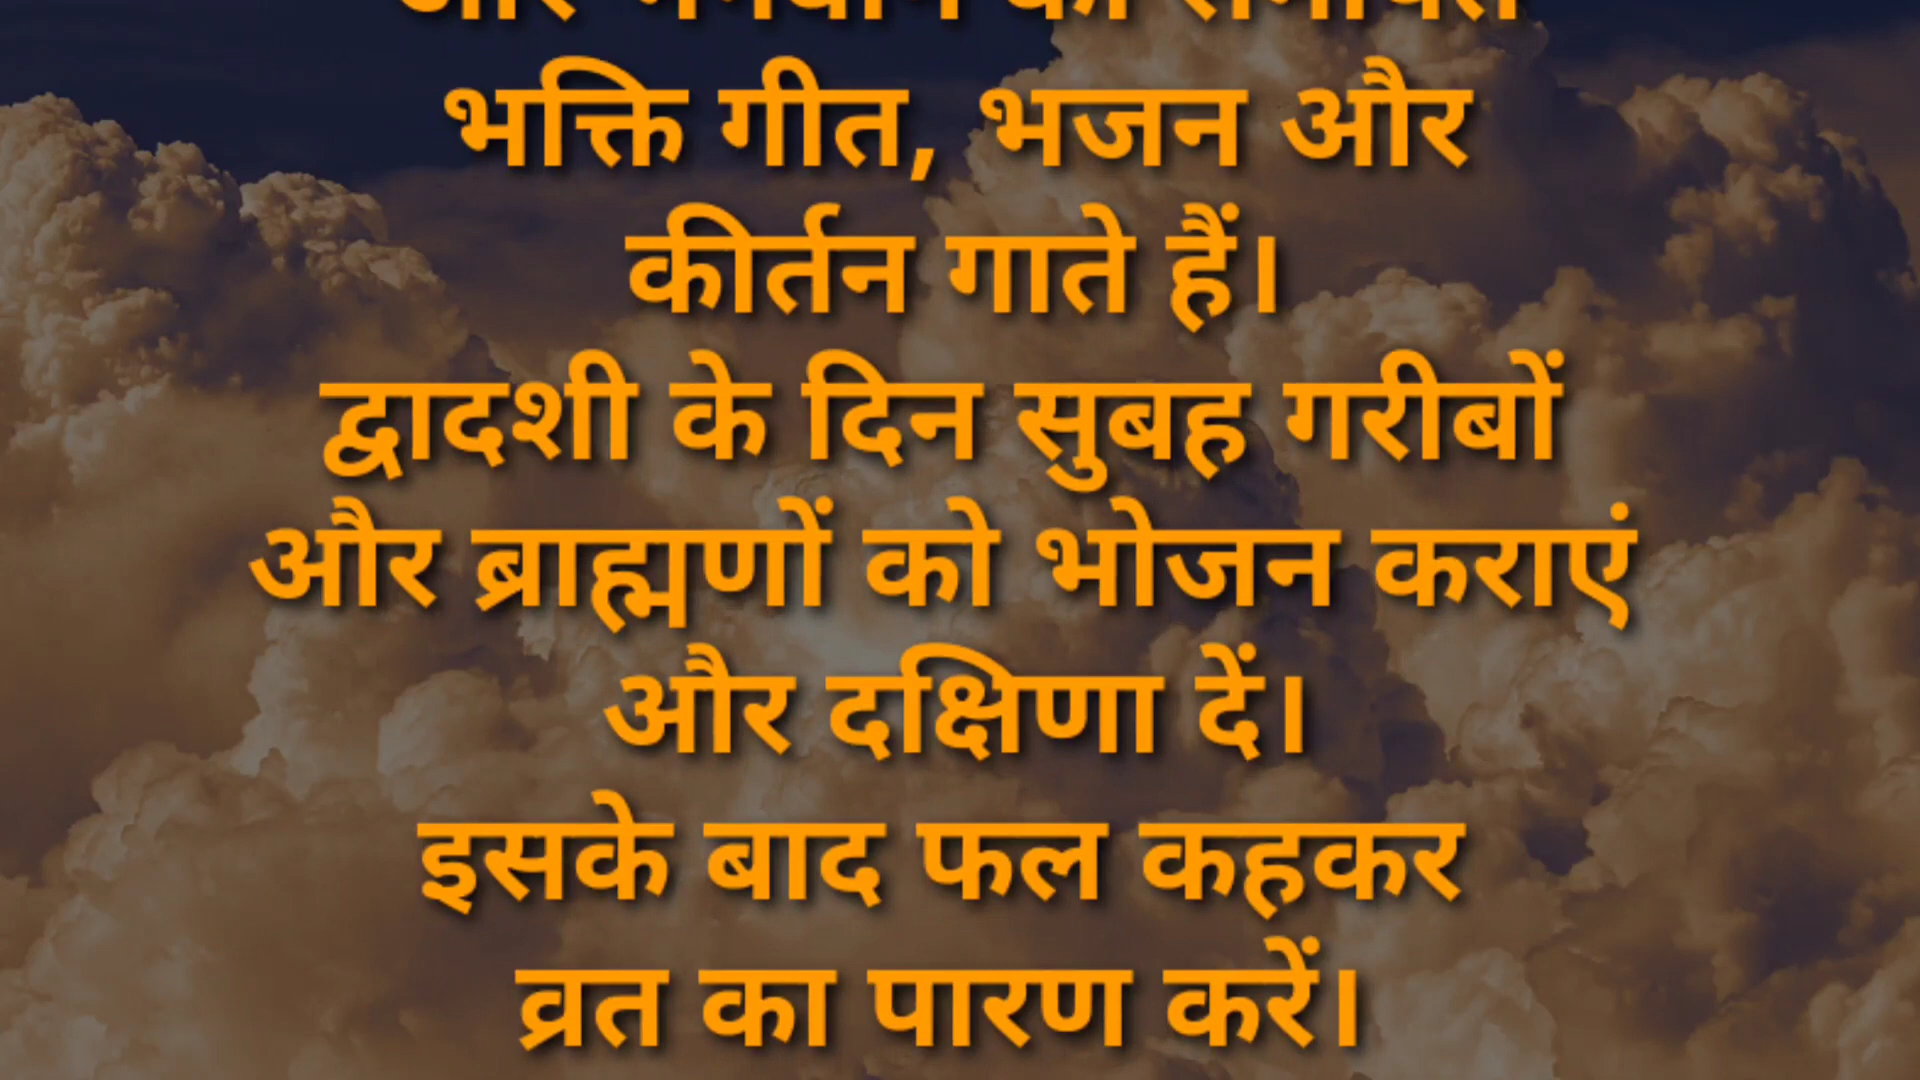 भक्ति गीत, भजन और
कीर्तन गाते हैं।
द्वादशी के दिन सुबह गरीबों
और ब्राह्मणों को भोजन कराएं
और दक्षिणा दें।
इसके बाद फल कहकर
व्रत का पारण करें।